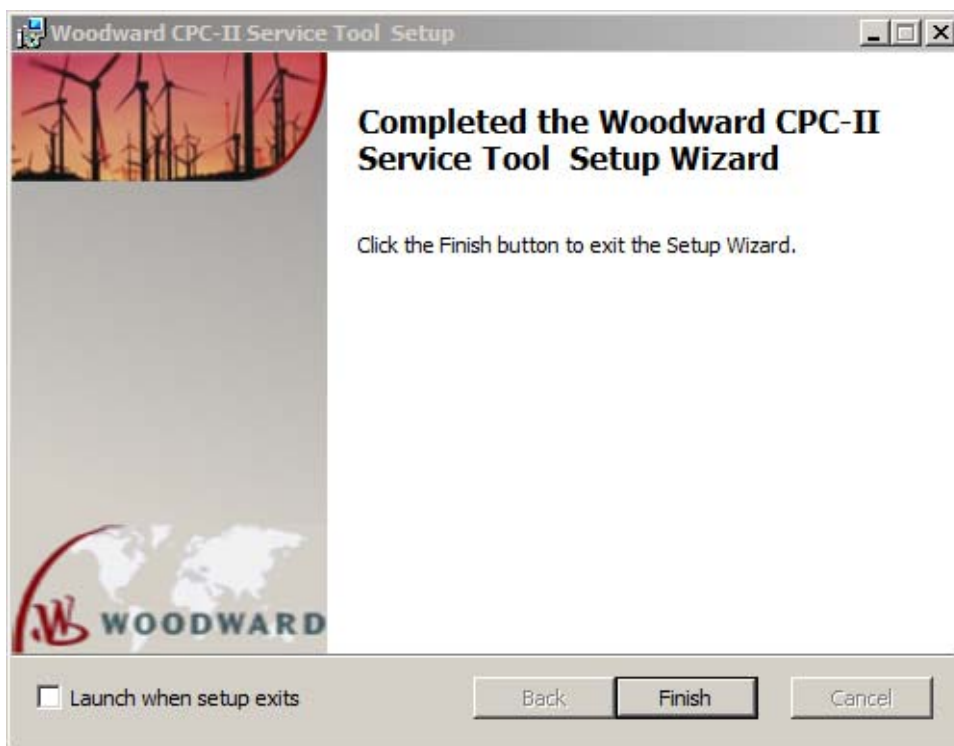 Woodward CPC-II Service Tool  Setup
Completed the Woodward CPC-II
Service Tool  Setup Wizard
Click the Finish button to exit the Setup Wizard.
W WOODWARD
Launch when setup exits
Back
Finish
Cancel